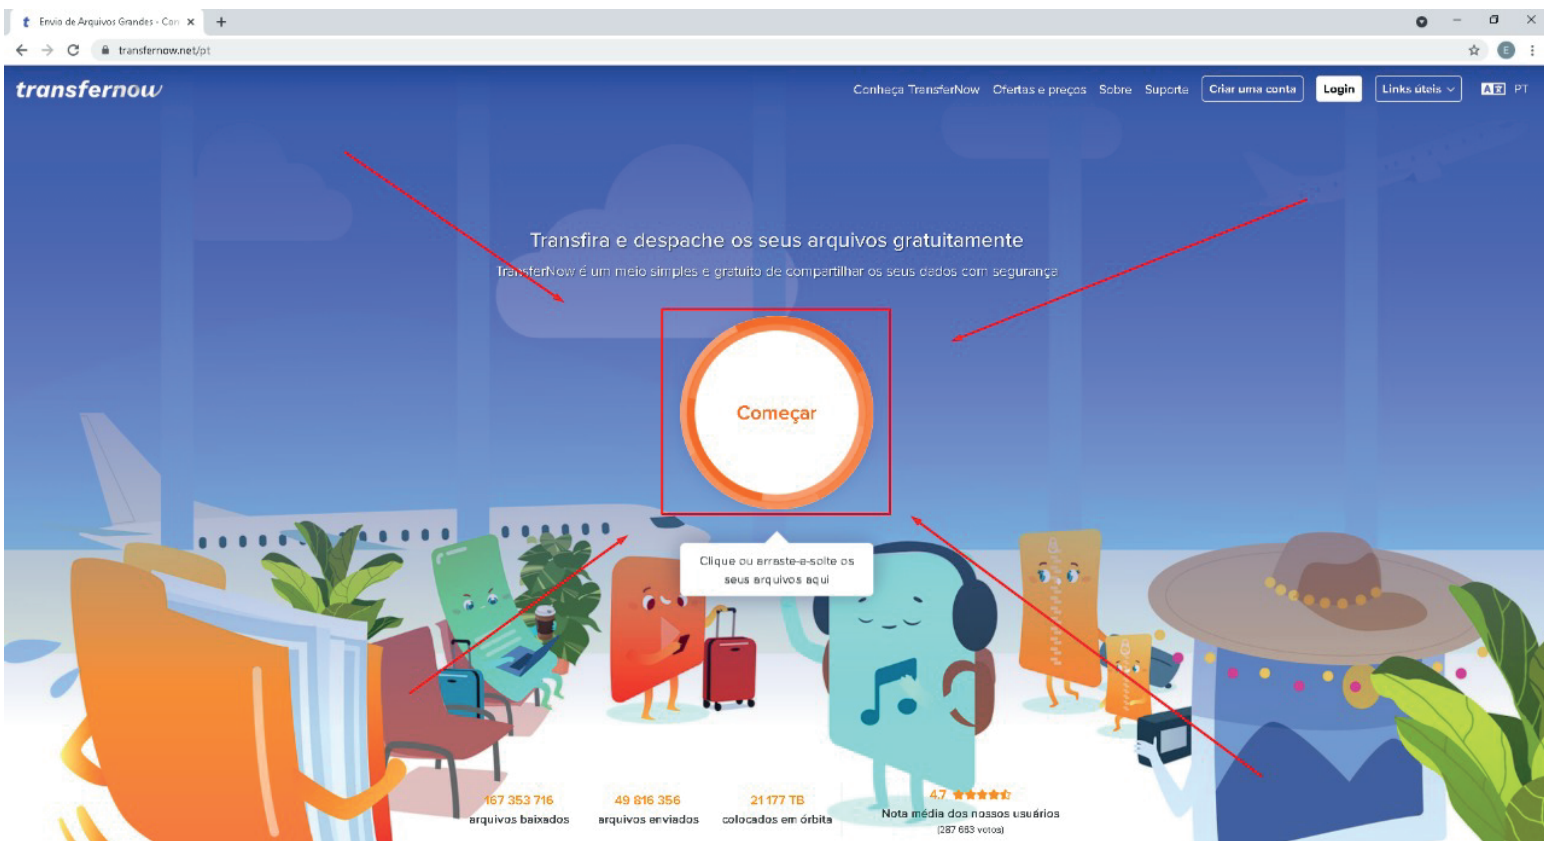 Envio de Arquivos Grandes - Con
transfernow.net/pt
E
transfernow
Conheça TransferNow Ofertas e preços Sobre Suporte Criar uma conta Login Links úteis PT
Transfira e despache os seus arquivos gratuitamente
TransferNow é um meio simples e gratuito de compartilhar os seus dados com segurança
Começar
Clique ou arraste-e-solte os
seus arquivos aqui
167 353 716 49 816 356 21 177 TB 4.7
arquivos baixados arquivos enviados colocados em órbita Nota média dos nossos usuários
(287 663 votos)